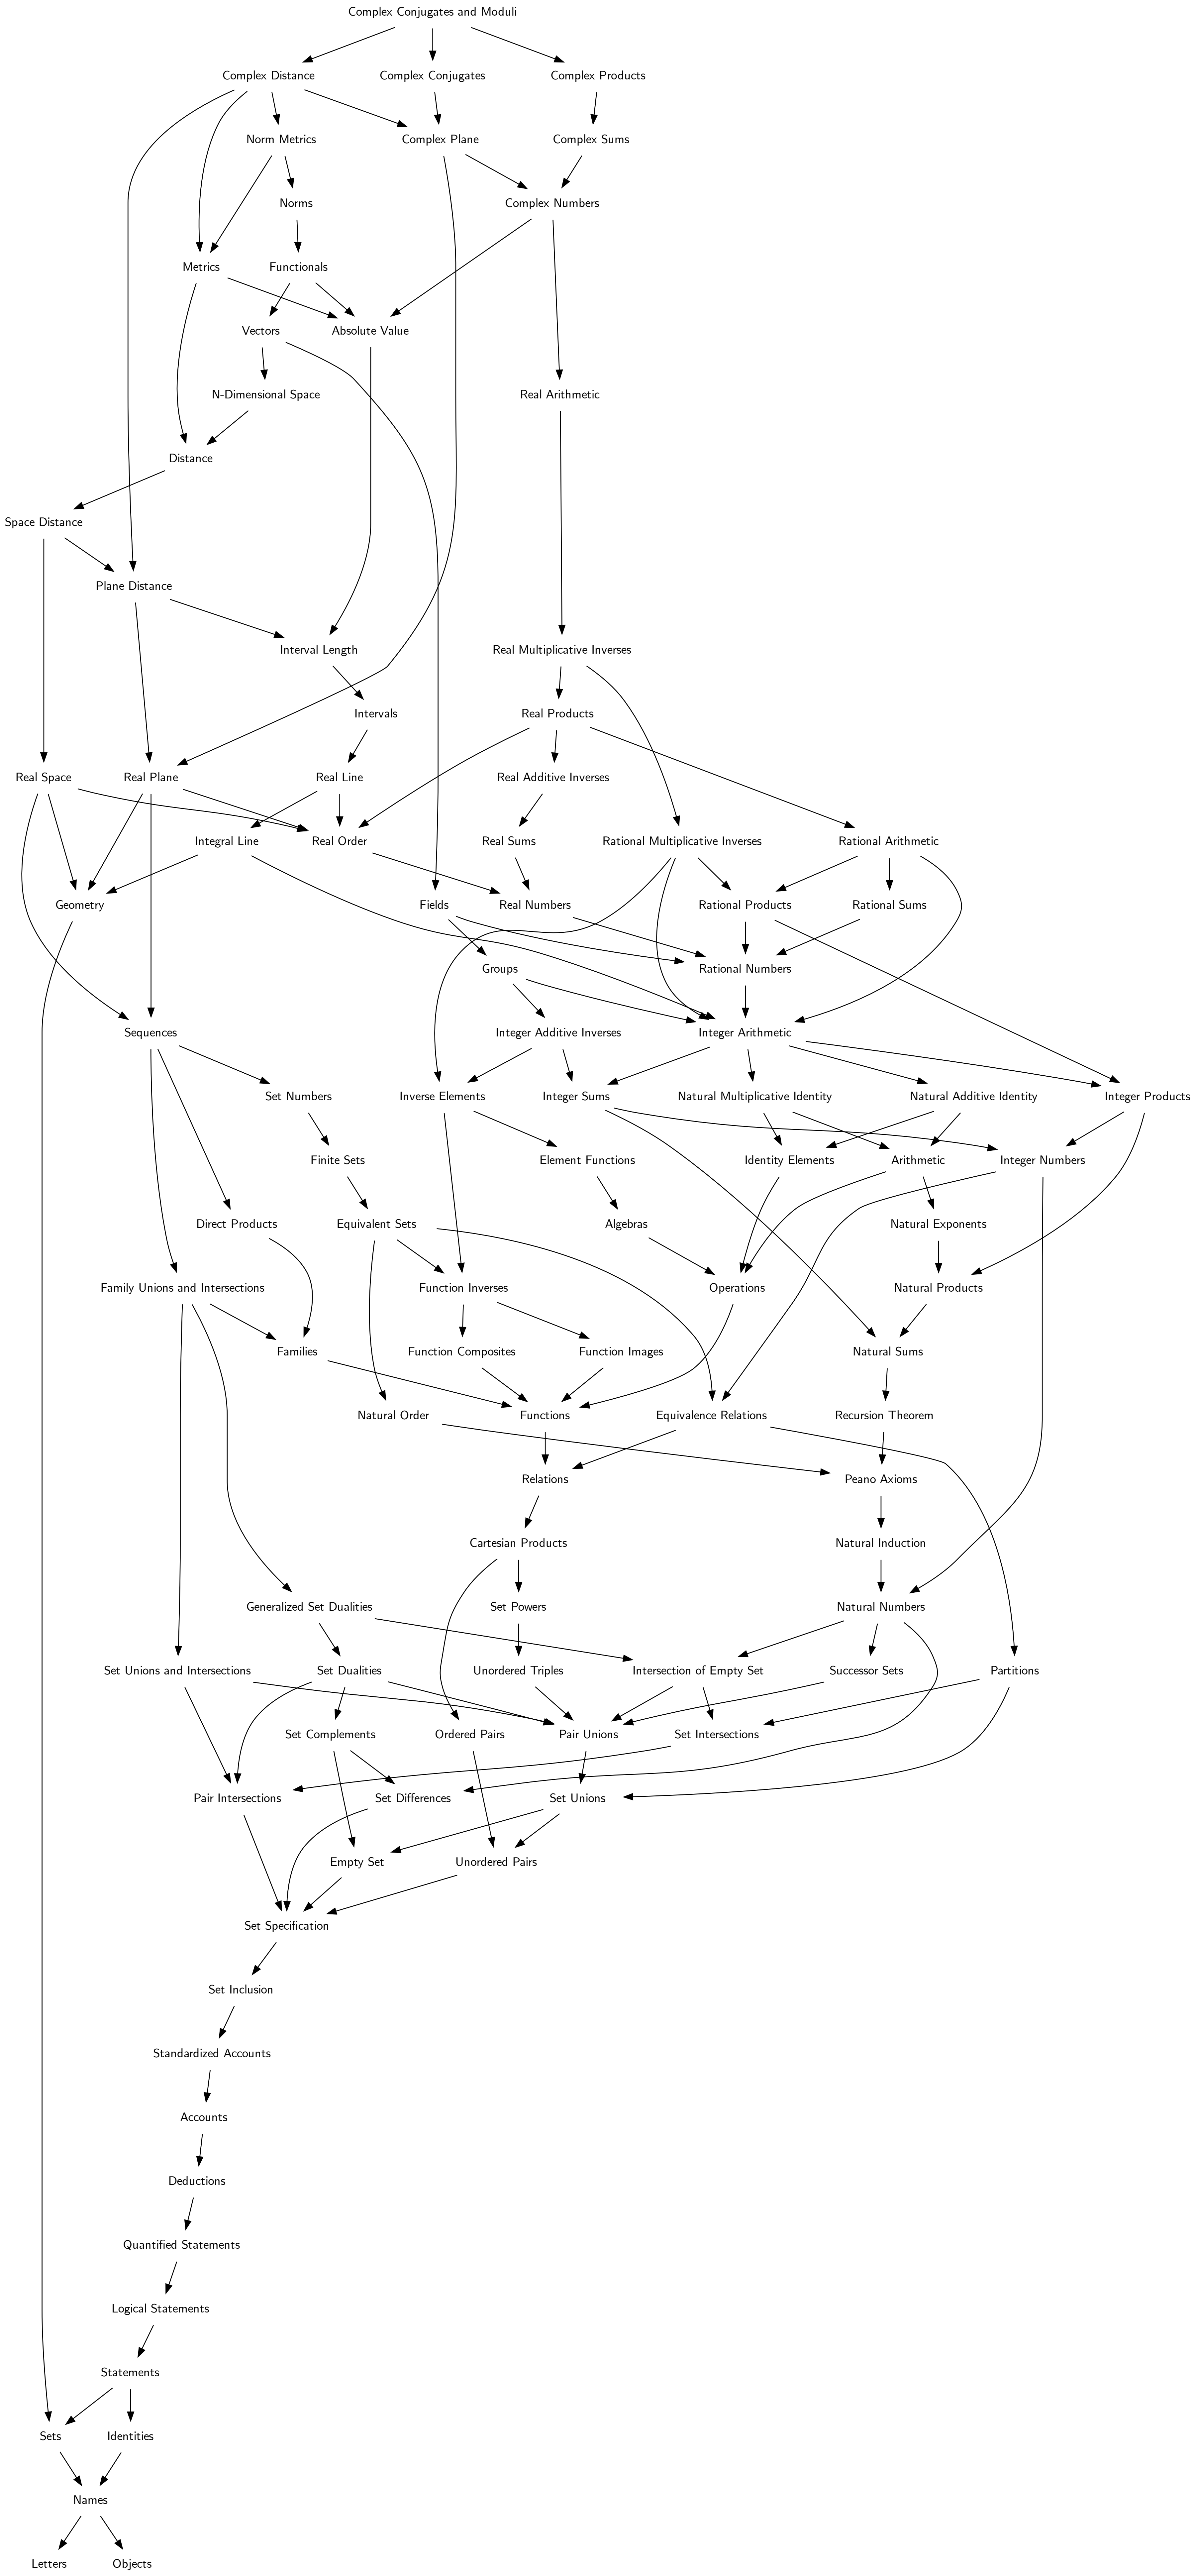 Complex Conjugates and Moduli
Complex Distance
Complex Conjugates
Complex Products
Norm Metrics
Complex Plane
Complex Sums
Norms
Complex Numbers
Metrics
Functionals
Vectors
Absolute Value
N-Dimensional Space
Real Arithmetic
Distance
Space Distance
Plane Distance
Interval Length
Real Multiplicative Inverses
Intervals
Real Products
Real Space
Real Plane
Real Line
Real Additive Inverses
Integral Line
Real Order
Real Sums
Rational Multiplicative Inverses
Rational Arithmetic
Geometry
Fields
Real Numbers
Rational Products
Rational Sums
Groups
Rational Numbers
Sequences
Integer Additive Inverses
Integer Arithmetic
Set Numbers
Inverse Elements
Integer Sums
Natural Multiplicative Identity
Natural Additive Identity
Integer Products
Finite Sets
Element Functions
Identity Elements
Arithmetic
Integer Numbers
Direct Products
Equivalent Sets
Algebras
Natural Exponents
Family Unions and Intersections
Function Inverses
Operations
Natural Products
Families
Function Composites
Function Images
Natural Sums
Natural Order
Functions
Equivalence Relations
Recursion Theorem
Relations
Peano Axioms
Cartesian Products
Natural Induction
Generalized Set Dualities
Set Powers
Natural Numbers
Set Unions and Intersections
Set Dualities
Unordered Triples
Intersection of Empty Set
Successor Sets
Partitions
Set Complements
Ordered Pairs
Pair Unions
Set Intersections
Pair Intersections
Set Differences
Set Unions
Empty Set
Unordered Pairs
Set Specification
Set Inclusion
Standardized Accounts
Accounts
Deductions
Quantified Statements
Logical Statements
Statements
Sets
Identities
Names
Letters
Objects